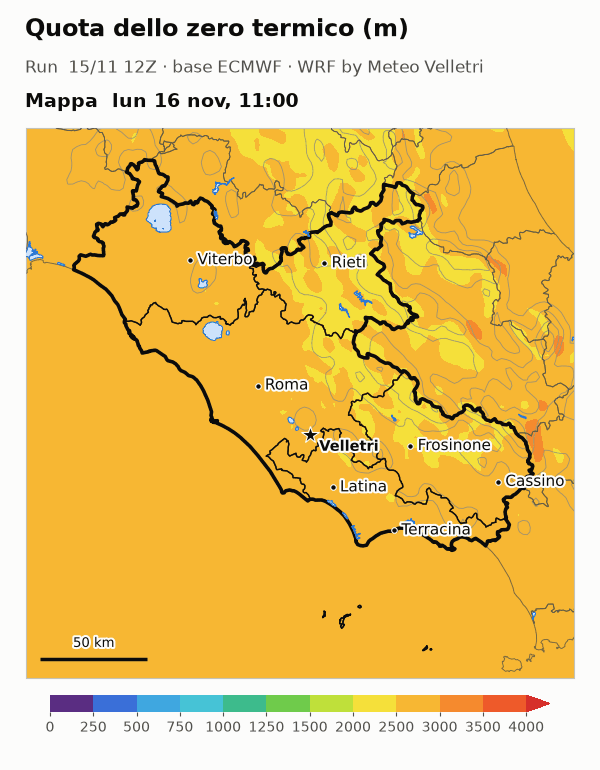 Quota dello zero termico (m)
Run 15/11 12Z · base ECMWF · WRF by Meteo Velletri
Mappa lun 16 nov, 11:00
Viterbo
Rieti
Roma
Velletri
Frosinone
Cassino
Latina
Terracina
50 km
0 250 500 750 1000 1250 1500 2000 2500 3000 3500 4000